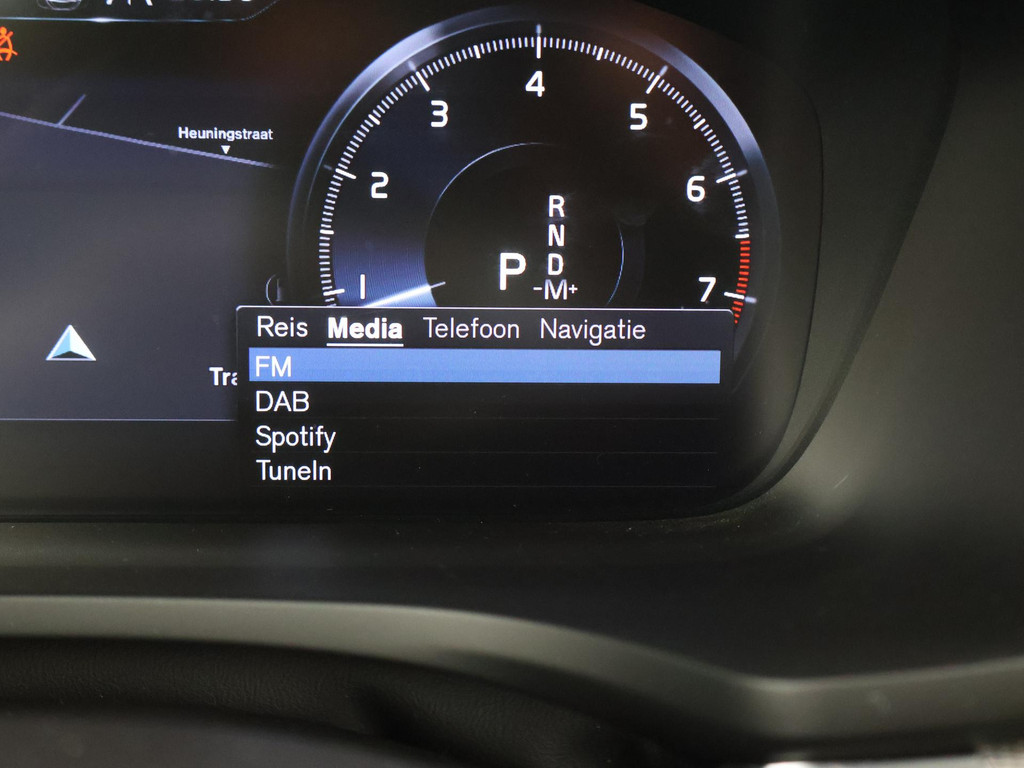 Heuningstraat
1
2
3
4
5
6
7
R
N
P D
-M+
Reis Media Telefoon Navigatie
FM
DAB
Spotify
TuneIn